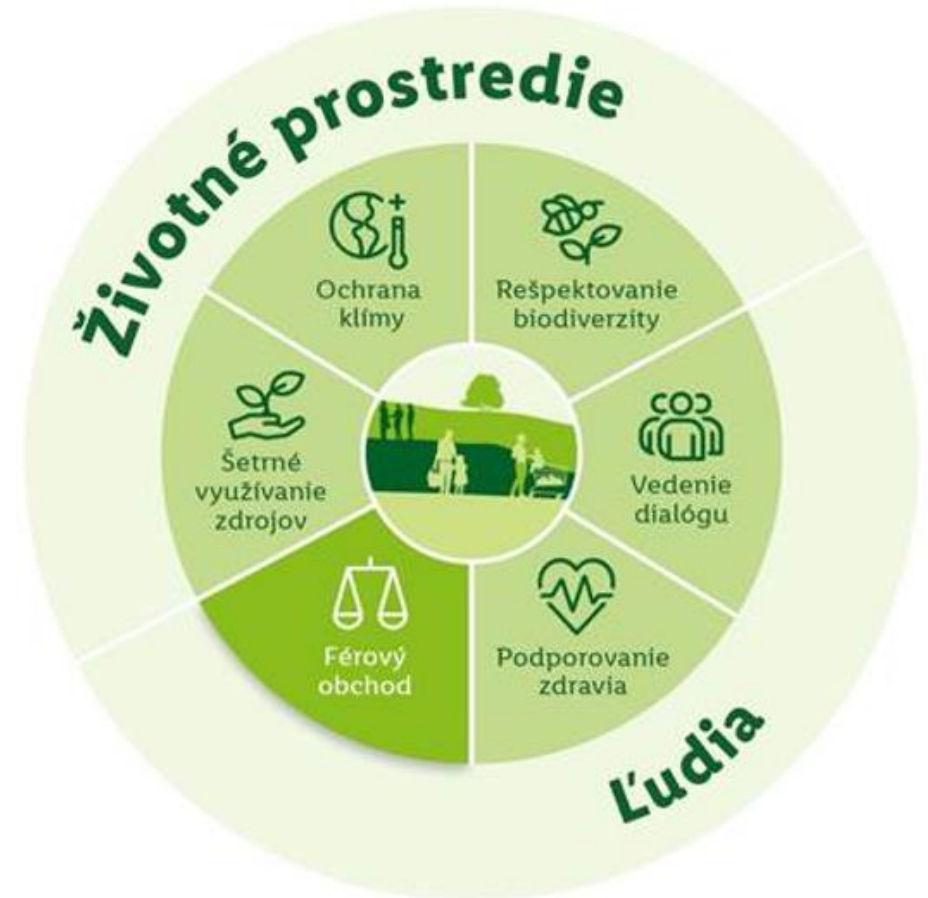 Životné prostredie
Ochrana
klímy
Rešpektovanie
biodiverzity
Šetrné
využívanie
zdrojov
Vedenie
dialógu
Férový
obchod
Podporovanie
zdravia
Ľudia